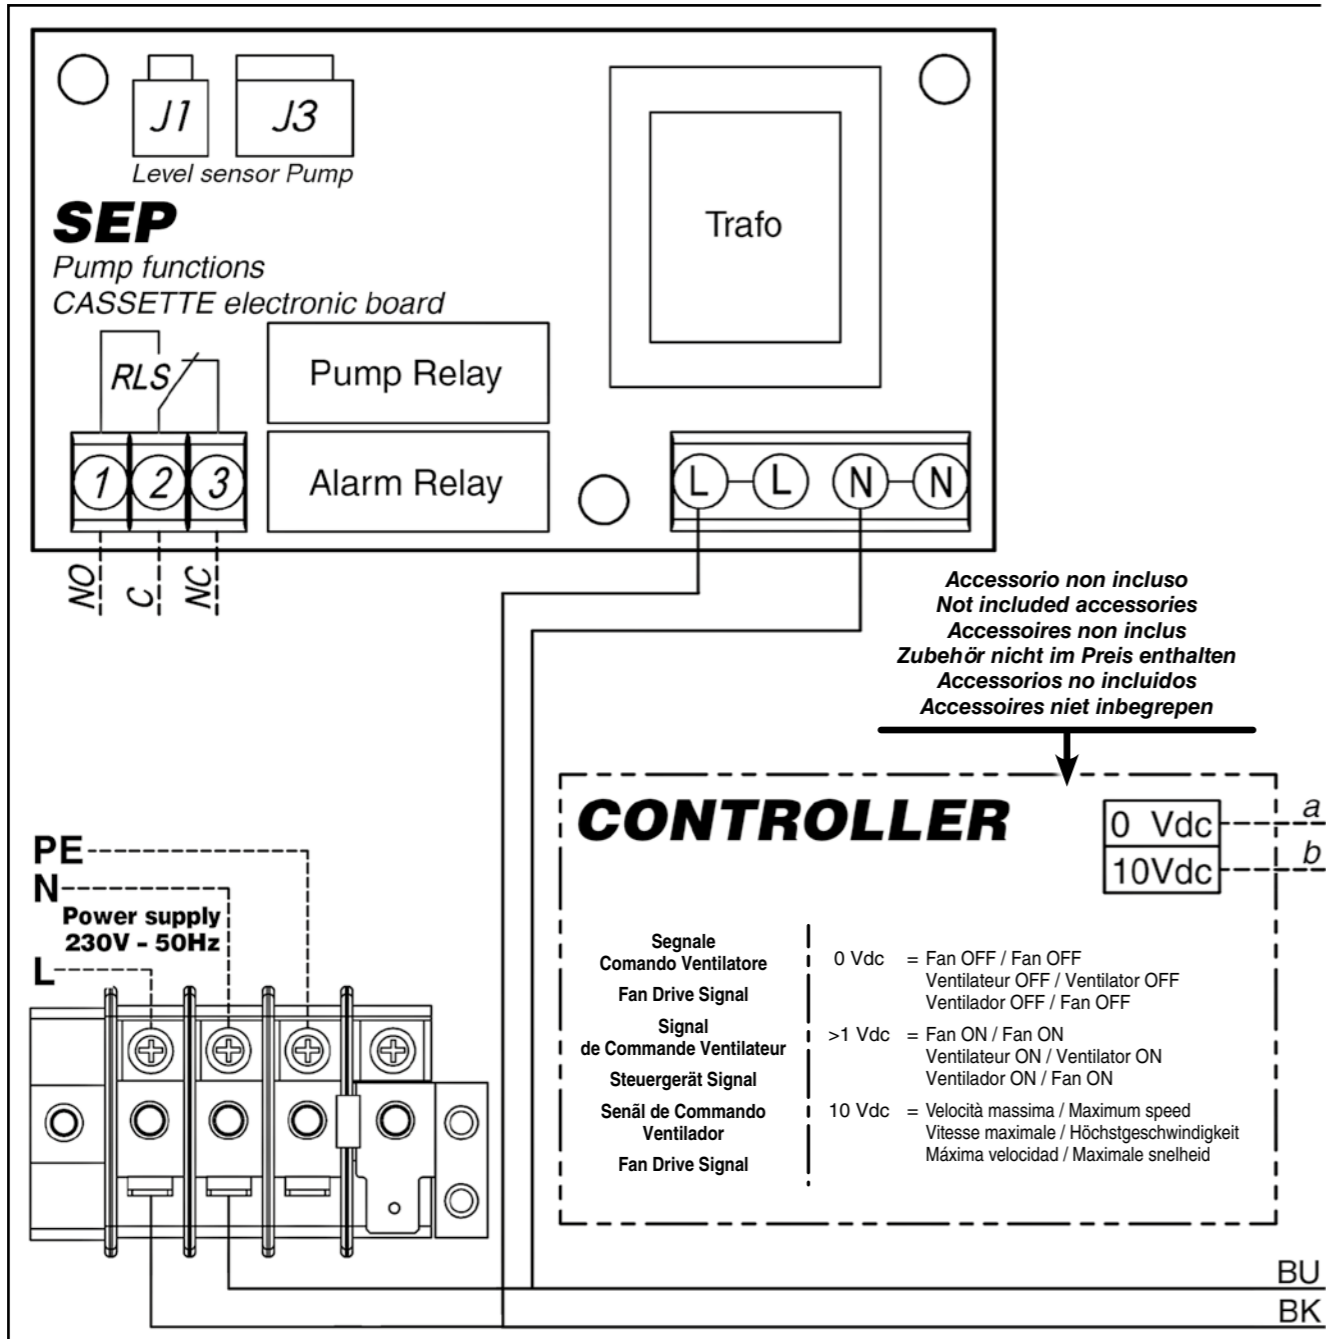 J1
J3
Level sensor Pump
SEP
Pump functions
CASSETTE electronic board
Trafo
RLS
Pump Relay
Alarm Relay
1 2 3
L L N N
NO
C
NC
Accessorio non incluso
Not included accessories
Accessoires non inclus
Zubehör nicht im Preis enthalten
Accessorios no incluidos
Accessoires niet inbegrepen
CONTROLLER
0 Vdc
a
10Vdc
b
PE
N
Power supply
230V - 50Hz
L
Segnale
Comando Ventilatore
Fan Drive Signal
Signal
de Commande Ventilateur
Steuergerät Signal
Senãl de Commando
Ventilador
Fan Drive Signal
0 Vdc = Fan OFF / Fan OFF
Ventilateur OFF / Ventilator OFF
Ventilador OFF / Fan OFF
>1 Vdc = Fan ON / Fan ON
Ventilateur ON / Ventilator ON
Ventilador ON / Fan ON
10 Vdc = Velocità massima / Maximum speed
Vitesse maximale / Höchstgeschwindigkeit
Máxima velocidad / Maximale snelheid
BU
BK